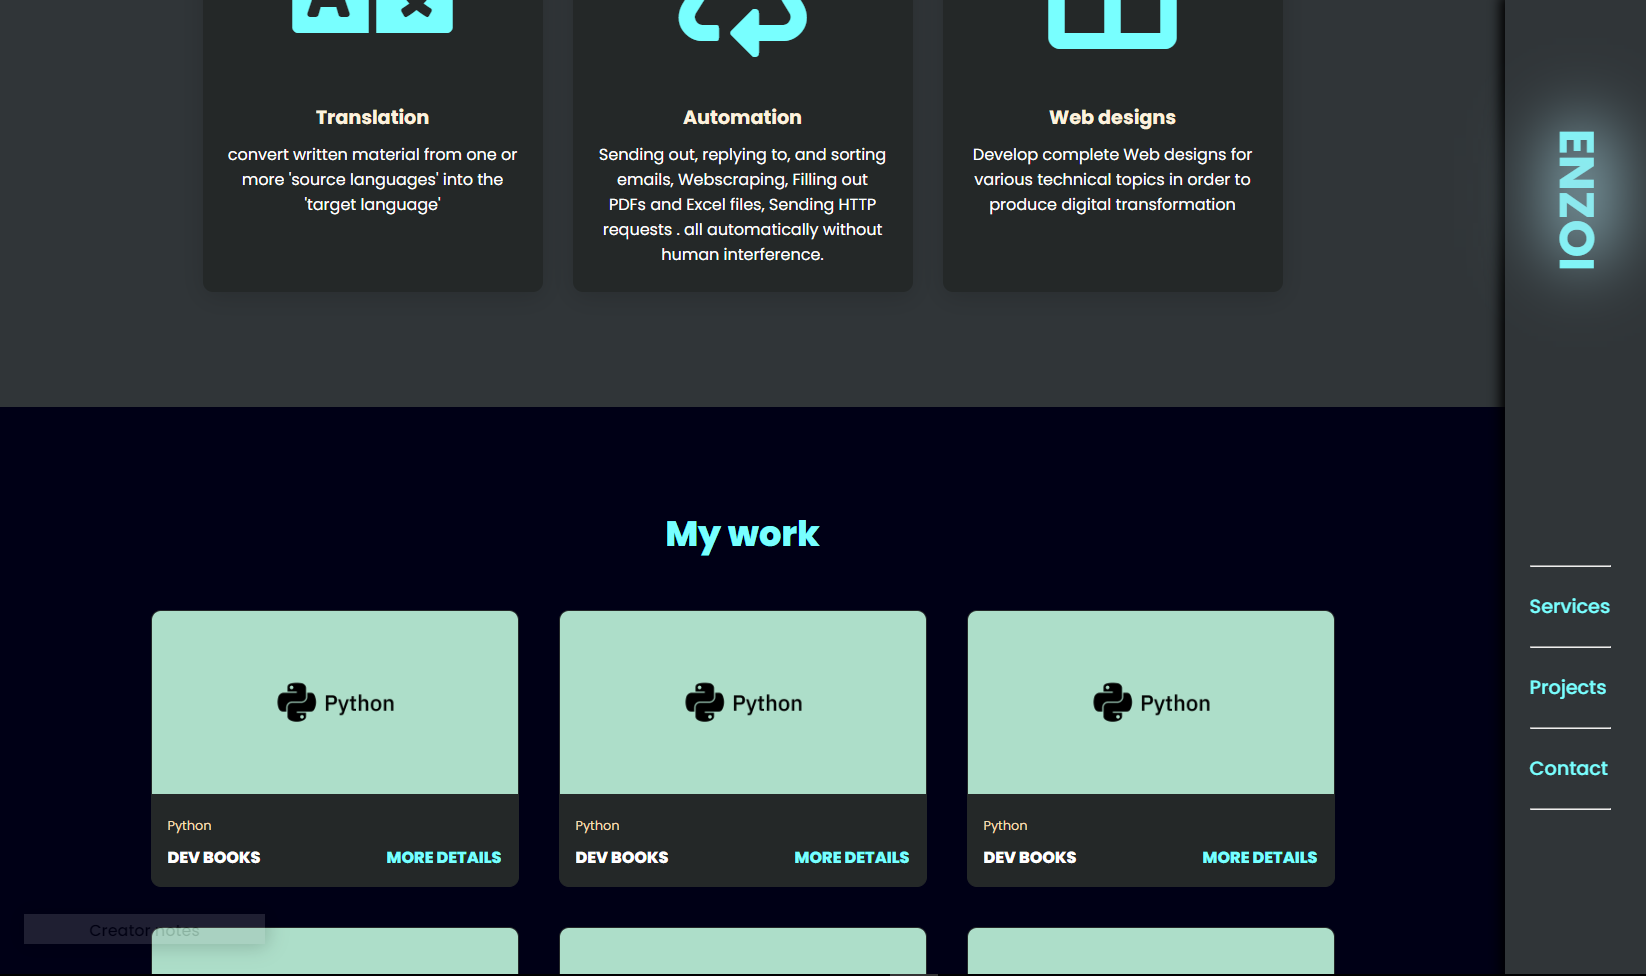 Translation
convert written material from one or
more 'source languages' into the
'target language'
Automation
Sending out, replying to, and sorting
emails, Webscraping, Filling out
PDFs and Excel files, Sending HTTP
requests . all automatically without
human interference.
Web designs
Develop complete Web designs for
various technical topics in order to
produce digital transformation
ENZOI
Services
Projects
Contact
My work
Python
Python
DEV BOOKS MORE DETAILS
Python
Python
DEV BOOKS MORE DETAILS
Python
Python
DEV BOOKS MORE DETAILS
Creator notes